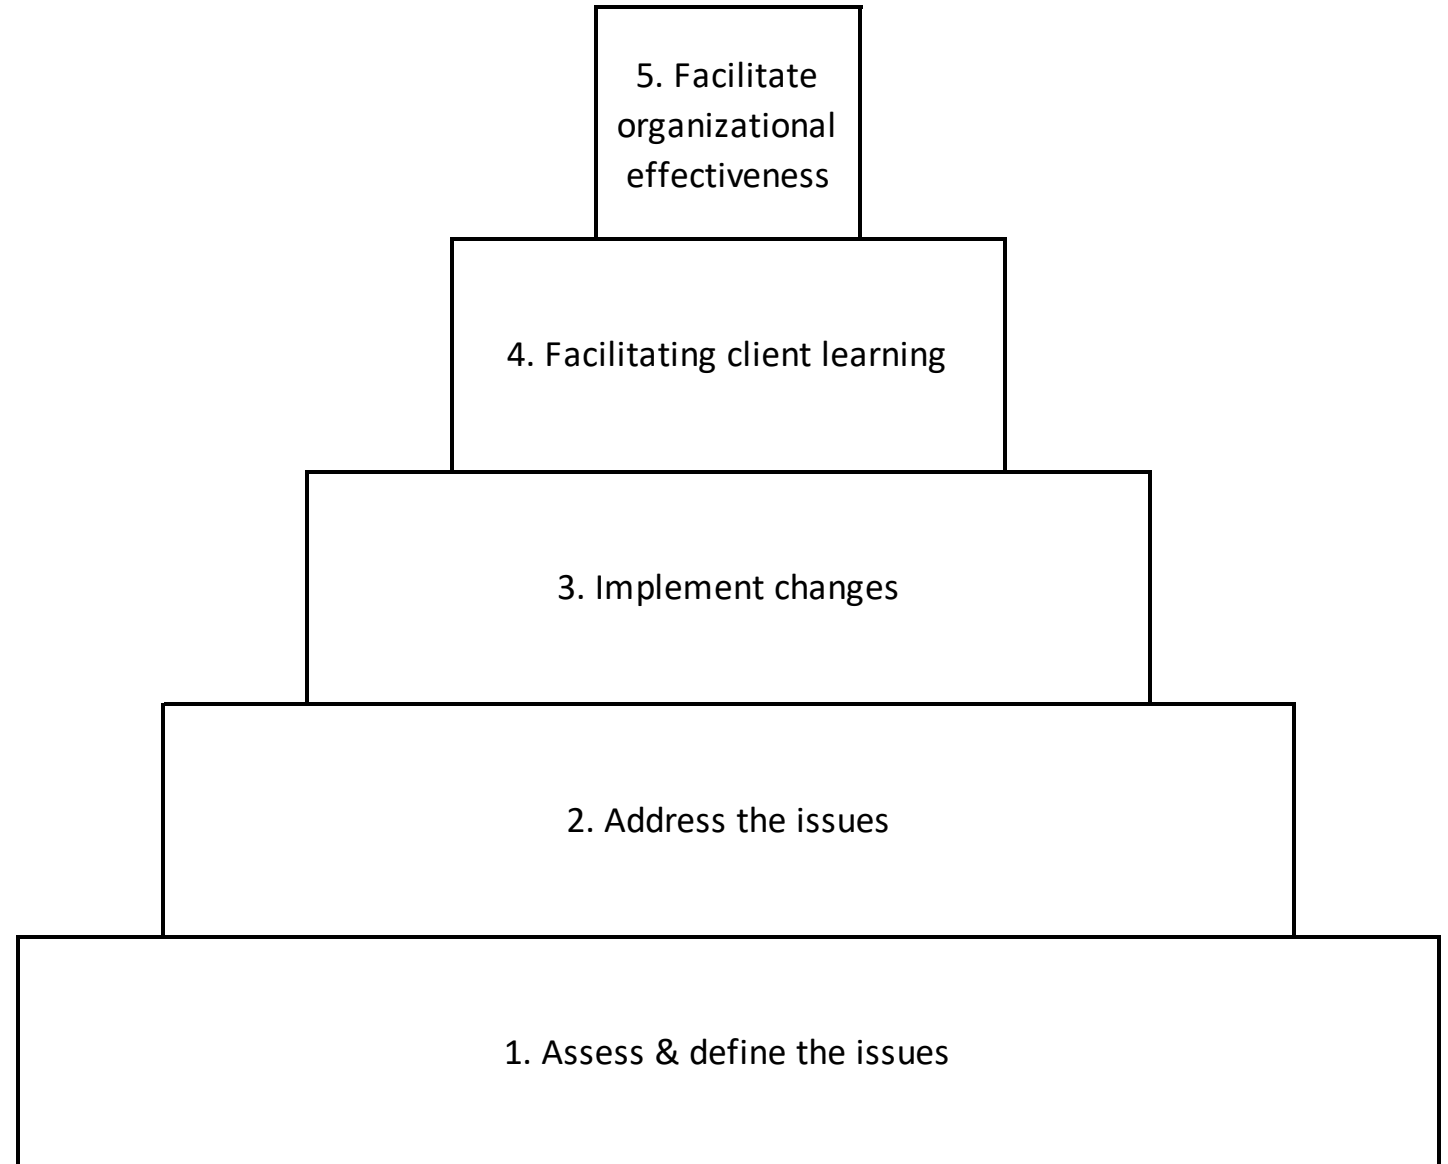 5. Facilitate
organizational
effectiveness
4. Facilitating client learning
3. Implement changes
2. Address the issues
1. Assess & define the issues